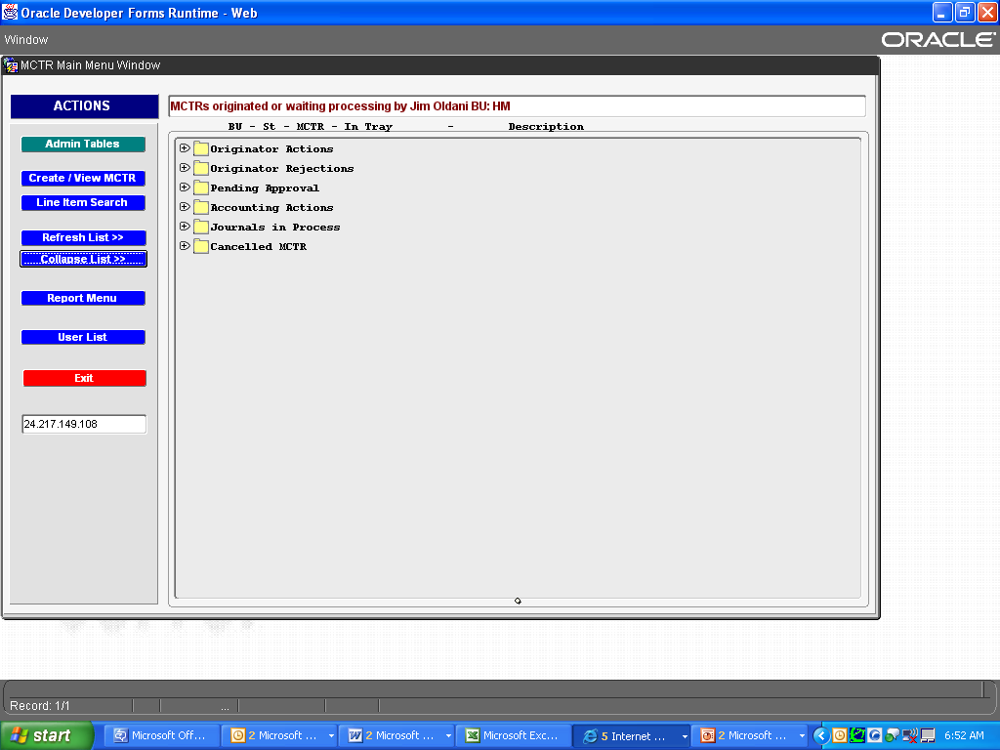 Oracle Developer Forms Runtime - Web
Window
ORACLE
MCTR Main Menu Window
ACTIONS
MCTRs originated or waiting processing by Jim Oldani BU: HM
BU - St - MCTR - In Tray - Description
Admin Tables
Create / View MCTR
Line Item Search
Refresh List >>
Collapse List >>
Report Menu
User List
Exit
24.217.149.108
Originator Actions
Originator Rejections
Pending Approval
Accounting Actions
Journals in Process
Cancelled MCTR
Record: 1/1
...
start
Microsoft Off...
2 Microsoft ...
2 Microsoft ...
Microsoft Exc...
5 Internet ...
2 Microsoft ...
6:52 AM